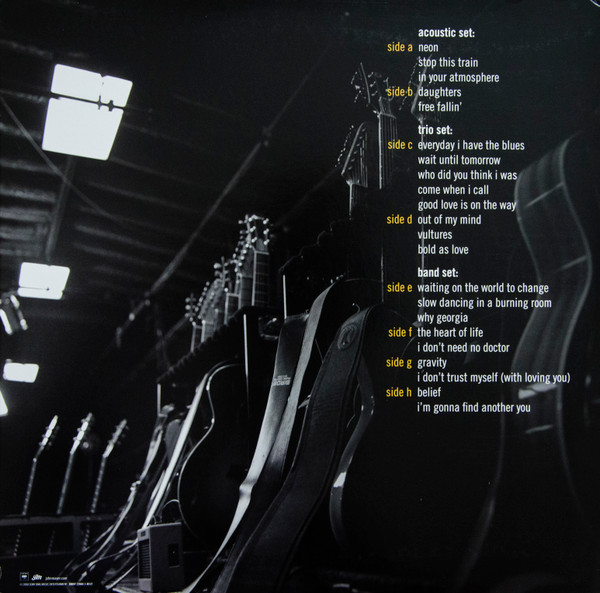 acoustic set:
side a neon
stop this train
in your atmosphere
side b daughters
free fallin'
trio set:
side c everyday i have the blues
wait until tomorrow
who did you think i was
come when i call
good love is on the way
side d out of my mind
vultures
bold as love
band set:
side e waiting on the world to change
slow dancing in a burning room
why georgia
side f the heart of life
i don't need no doctor
side g gravity
i don't trust myself (with loving you)
side h belief
i'm gonna find another you